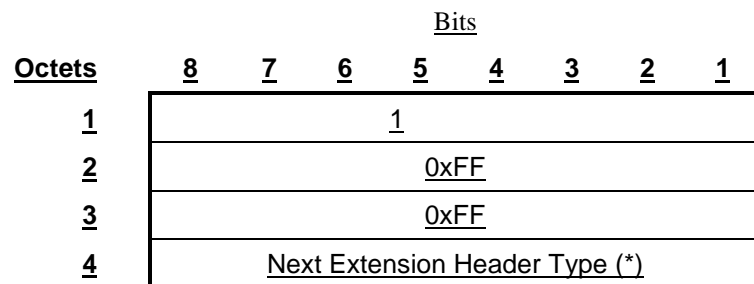 Bits
Octets 8 7 6 5 4 3 2 1
1 1
2 0xFF
3 0xFF
4 Next Extension Header Type (*)